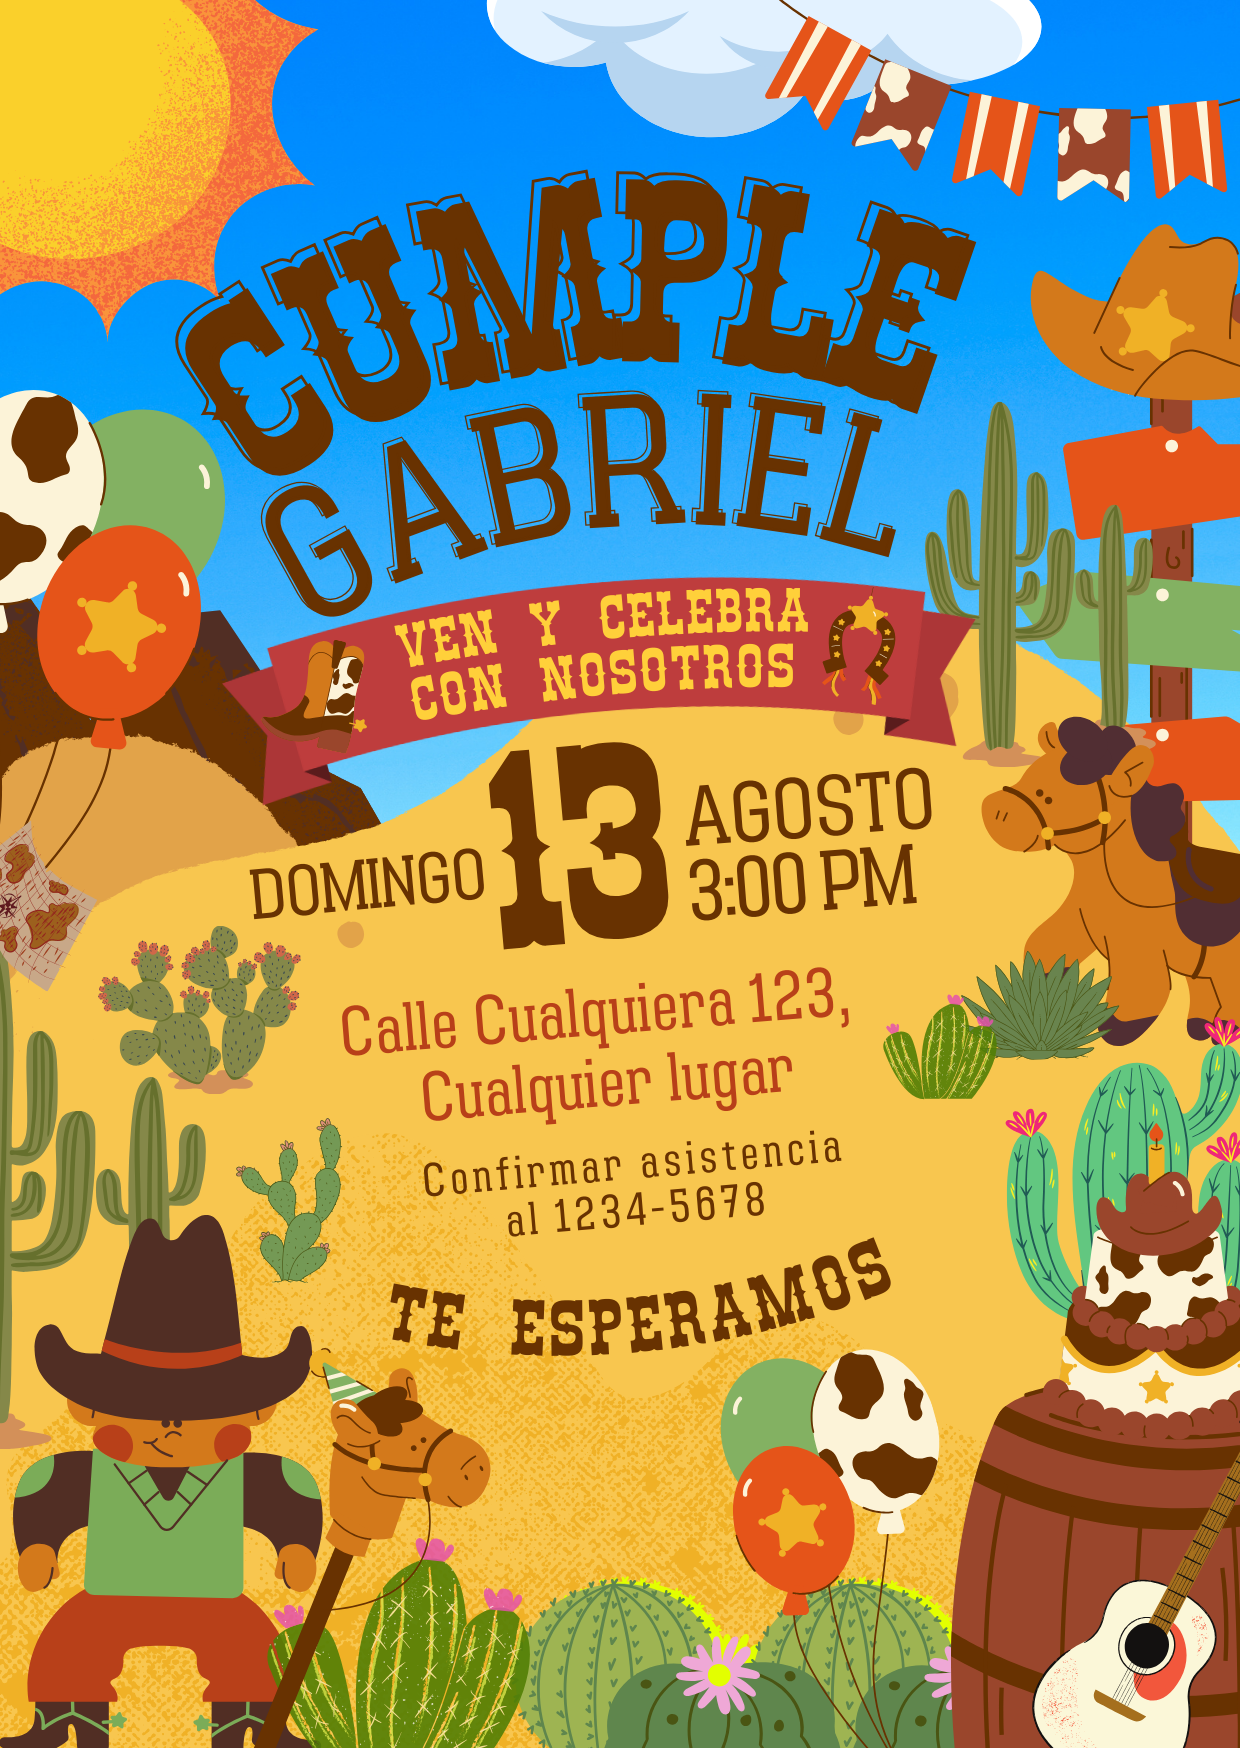 CUMPLE
GABRIEL
VEN Y CELEBRA
CON NOSOTROS
DOMINGO 13 AGOSTO
3:00 PM
Calle Cualquiera 123,
Cualquier lugar
Confirmar asistencia
al 1234-5678
TE ESPERAMOS